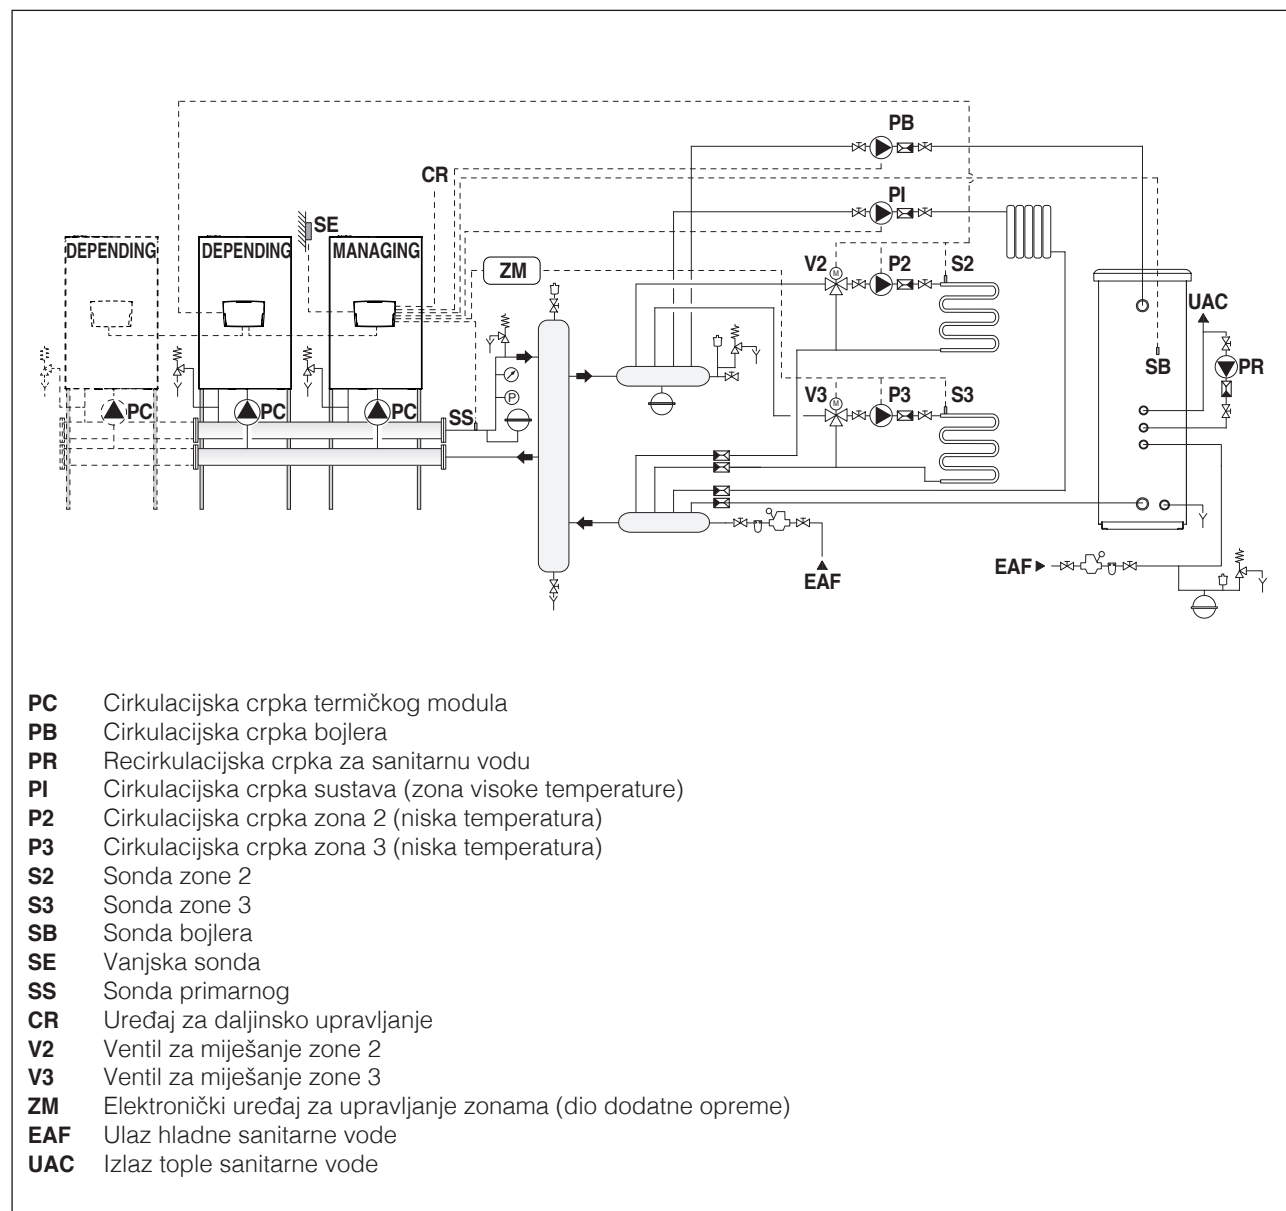 PB
CR
PI
SE
DEPENDING DEPENDING MANAGING
V2 P2 S2
M
ZM
UAC
SB PR
V3 P3 S3
M
P
PC PC PC SS
EAF
EAF
PC Cirkulacijska crpka termičkog modula
PB Cirkulacijska crpka bojlera
PR Recirkulacijska crpka za sanitarnu vodu
PI Cirkulacijska crpka sustava (zona visoke temperature)
P2 Cirkulacijska crpka zona 2 (niska temperatura)
P3 Cirkulacijska crpka zona 3 (niska temperatura)
S2 Sonda zone 2
S3 Sonda zone 3
SB Sonda bojlera
SE Vanjska sonda
SS Sonda primarnog
CR Uređaj za daljinsko upravljanje
V2 Ventil za miješanje zone 2
V3 Ventil za miješanje zone 3
ZM Elektronički uređaj za upravljanje zonama (dio dodatne opreme)
EAF Ulaz hladne sanitarne vode
UAC Izlaz tople sanitarne vode